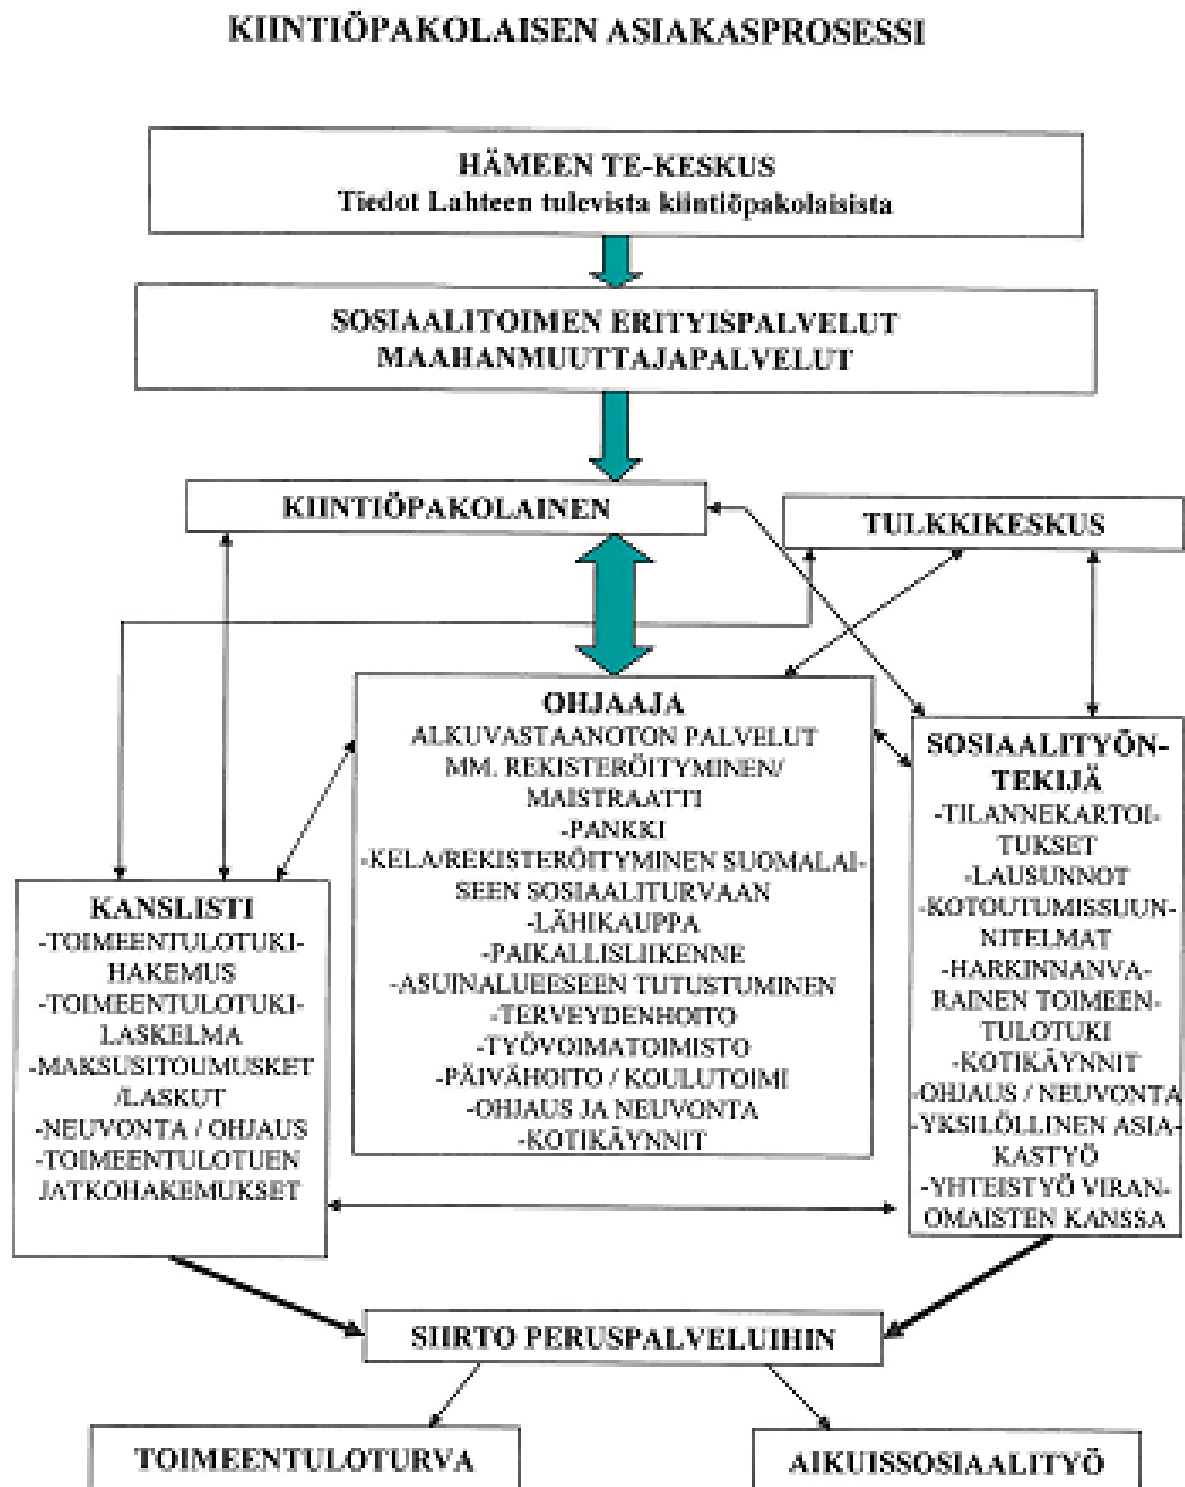 KIINTIÖPAKOLAISEN ASIAKASPROSESSI
HÄMEEN TE-KESKUS
Tiedot Lahteen tulevista kiintiöpakolaisista
SOSIAALITOIMEN ERITYISPALVELUT
MAAHANMUUTTAJAPALVELUT
KIINTIÖPAKOLAINEN
TULKKIKESKUS
OHJAAJA
ALKUVASTAANOTON PALVELUT
MM. REKISTERÖITYMINEN/
MAISTRAATTI
-PANKKI
-KELA/REKISTERÖITYMINEN SUOMALAI-
SEEN SOSIAALITURVAAN
-LÄHIKAUPPA
-PAIKALLISLIIKENNE
-ASUINALUEESEEN TUTUSTUMINEN
-TERVEYDENHOITO
-TYÖVOIMATOIMISTO
-PÄIVÄHOITO / KOULUTOIMI
-OHJAUS JA NEUVONTA
-KOTIKÄYNNIT
SOSIAALITYÖN-
TEKIJÄ
-TILANNEKARTOI-
TUKSET
-LAUSUNNOT
-KOTOUTUMISSUUN-
NITELMAT
-HARKINNANVA-
RAINEN TOIMEEN-
TULOTUKI
-KOTIKÄYNNIT
-OHJAUS / NEUVONTA
-YKSILÖLLINEN ASIA-
KASTYÖ
-YHTEISTYÖ VIRAN-
OMAISTEN KANSSA
KANSLISTI
-TOIMEENTULOTUKI-
HAKEMUS
-TOIMEENTULOTUKI-
LASKELMA
-MAKSUSITOUMUSKET
/LASKUT
-NEUVONTA / OHJAUS
-TOIMEENTULOTUEN
JATKOHAKEMUKSET
SIIRTO PERUSPALVELUIHIN
TOIMEENTULOTURVA
AIKUISSOSIAALITYÖ